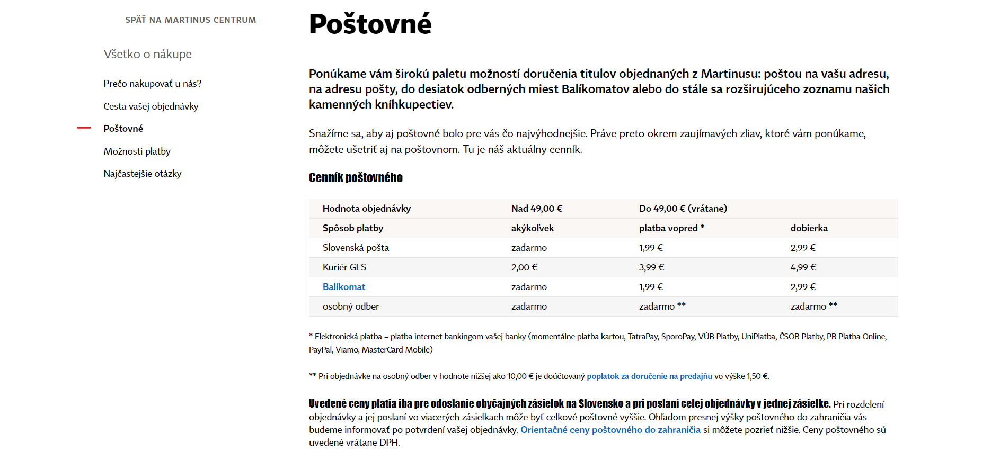 SPÄŤ NA MARTINUS CENTRUM
Všetko o nákupe
Prečo nakupovať u nás?
Cesta vašej objednávky
Poštovné
Možnosti platby
Najčastejšie otázky
Poštovné
Ponúkame vám širokú paletu možností doručenia titulov objednaných z Martinusu: poštou na vašu adresu,
na adresu pošty, do desiatok odberných miest Balíkomatov alebo do stále sa rozširujúceho zoznamu našich
kamenných kníhkupectiev.
Snažíme sa, aby aj poštovné bolo pre vás čo najvýhodnejšie. Práve preto okrem zaujímavých zliav, ktoré vám ponúkame,
môžete ušetriť aj na poštovnom. Tu je náš aktuálny cenník.
Cenník poštovného
Hodnota objednávky Nad 49,00 € Do 49,00 € (vrátane)
Spôsob platby akýkoľvek platba vopred * dobierka
Slovenská pošta zadarmo 1,99 € 2,99 €
Kuriér GLS 2,00 € 3,99 € 4,99 €
Balíkomat zadarmo 1,99 € 2,99 €
osobný odber zadarmo zadarmo ** zadarmo **
* Elektronická platba = platba internet bankingom vašej banky (momentálne platba kartou, TatraPay, SporoPay, VÚB Platby, UniPlatba, ČSOB Platby, PB Platba Online,
PayPal, Viamo, MasterCard Mobile)
** Pri objednávke na osobný odber v hodnote nižšej ako 10,00 € je doúčtovaný poplatok za doručenie na predajňu vo výške 1,50 €.
Uvedené ceny platia iba pre odoslanie obyčajných zásielok na Slovensko a pri poslaní celej objednávky v jednej zásielke. Pri rozdelení
objednávky a jej poslaní vo viacerých zásielkach môže byť celkové poštovné vyššie. Ohľadom presnej výšky poštovného do zahraničia vás
budeme informovať po potvrdení vašej objednávky. Orientačné ceny poštovného do zahraničia si môžete pozrieť nižšie. Ceny poštovného sú
uvedené vrátane DPH.